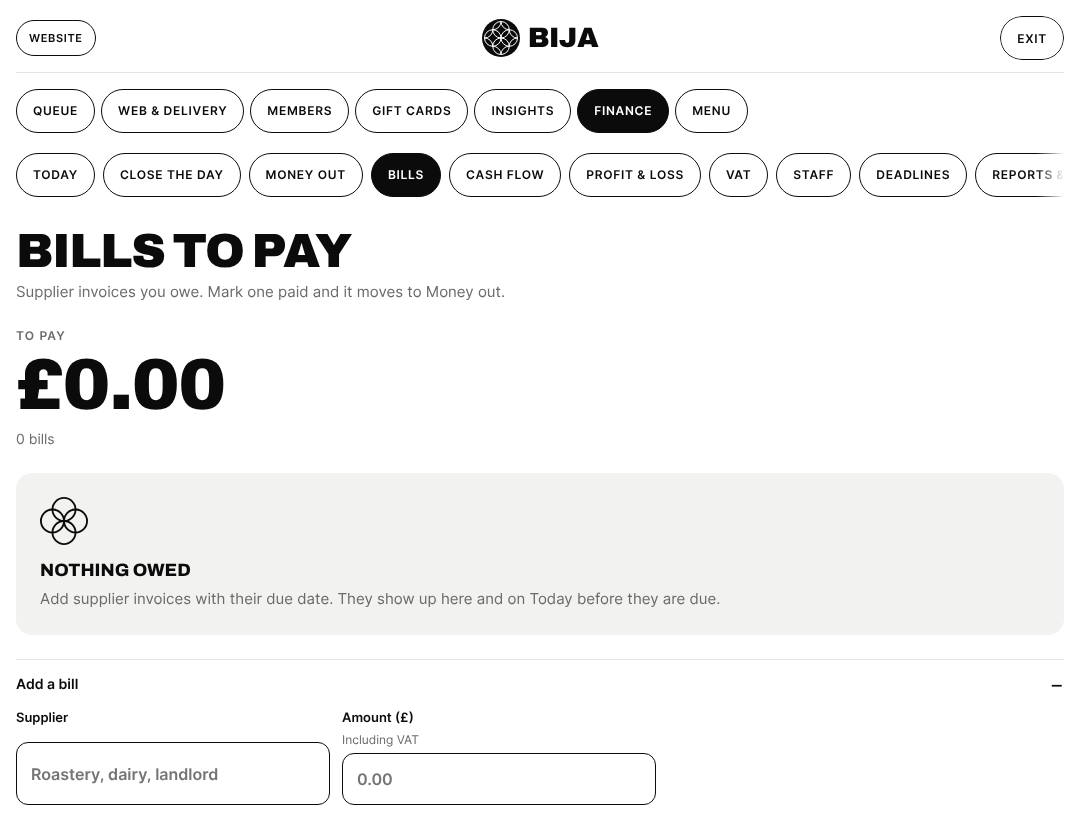 WEBSITE
BIJA
EXIT
QUEUE WEB & DELIVERY MEMBERS GIFT CARDS INSIGHTS FINANCE MENU
TODAY CLOSE THE DAY MONEY OUT BILLS CASH FLOW PROFIT & LOSS VAT STAFF DEADLINES REPORTS &
BILLS TO PAY
Supplier invoices you owe. Mark one paid and it moves to Money out.
TO PAY
£0.00
0 bills
NOTHING OWED
Add supplier invoices with their due date. They show up here and on Today before they are due.
Add a bill
Supplier
Amount (£)
Including VAT
Roastery, dairy, landlord
0.00